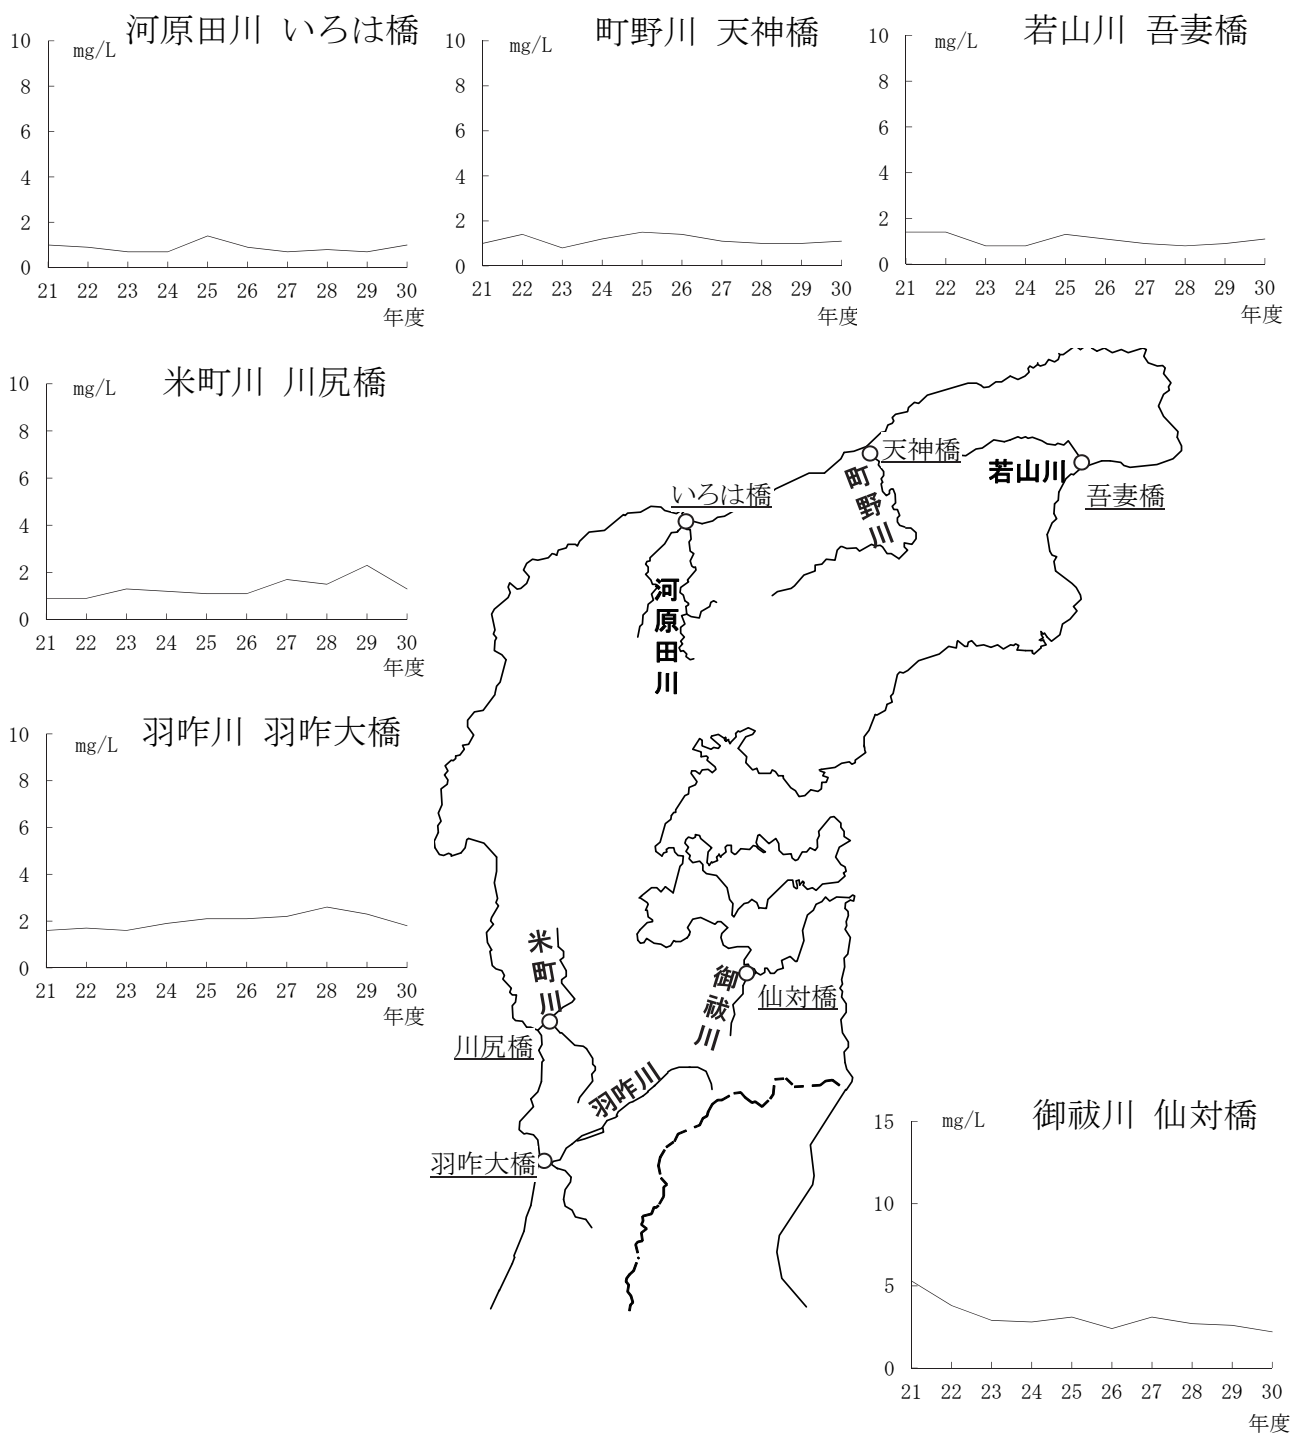 河原田川 いろは橋
mg/L
10
8
6
4
2
0
21 22 23 24 25 26 27 28 29 30
年度
町野川 天神橋
mg/L
10
8
6
4
2
0
21 22 23 24 25 26 27 28 29 30
年度
若山川 吾妻橋
mg/L
10
8
6
4
2
0
21 22 23 24 25 26 27 28 29 30
年度
米町川 川尻橋
mg/L
10
8
6
4
2
0
21 22 23 24 25 26 27 28 29 30
年度
羽咋川 羽咋大橋
mg/L
10
8
6
4
2
0
21 22 23 24 25 26 27 28 29 30
年度
天神橋
町野川
若山川
吾妻橋
いろは橋
河原田川
米町川
川尻橋
御祓川
仙対橋
羽咋川
羽咋大橋
御祓川 仙対橋
mg/L
15
10
5
0
21 22 23 24 25 26 27 28 29 30
年度